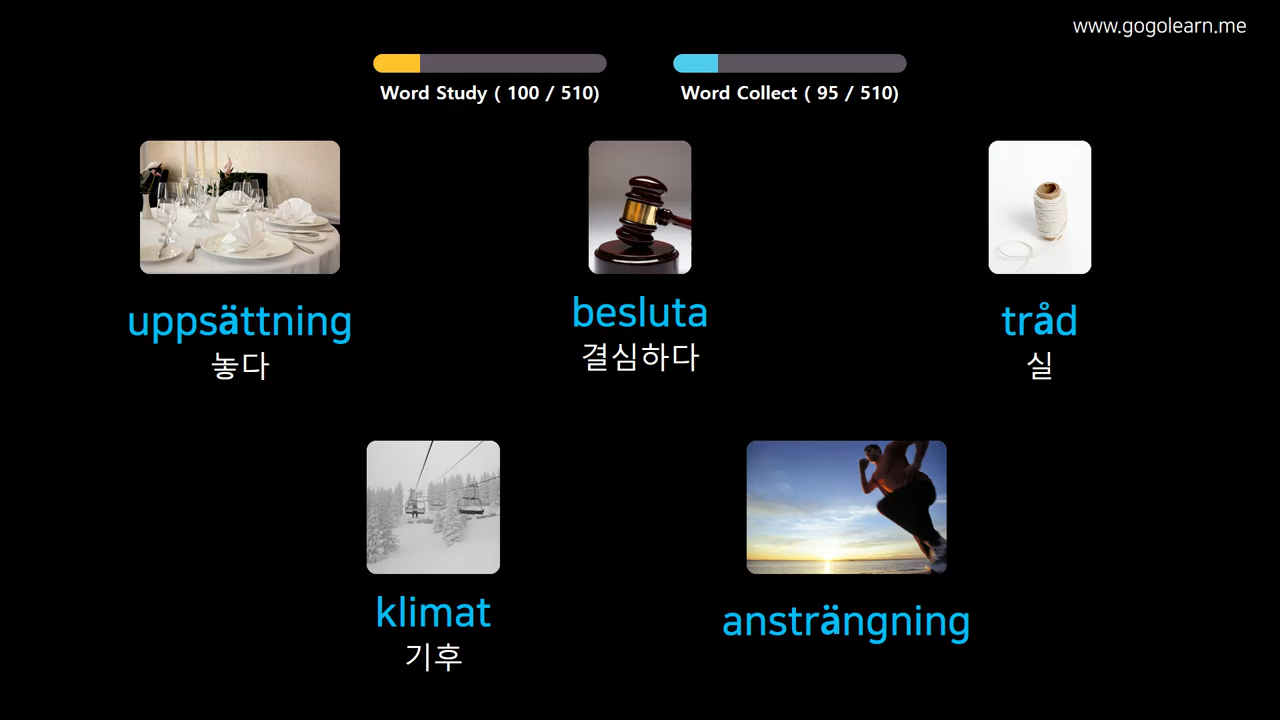 www.gogolearn.me
Word Study ( 100 / 510)
Word Collect ( 95 / 510)
uppsättning
놓다
besluta
결심하다
tråd
실
klimat
기후
ansträngning